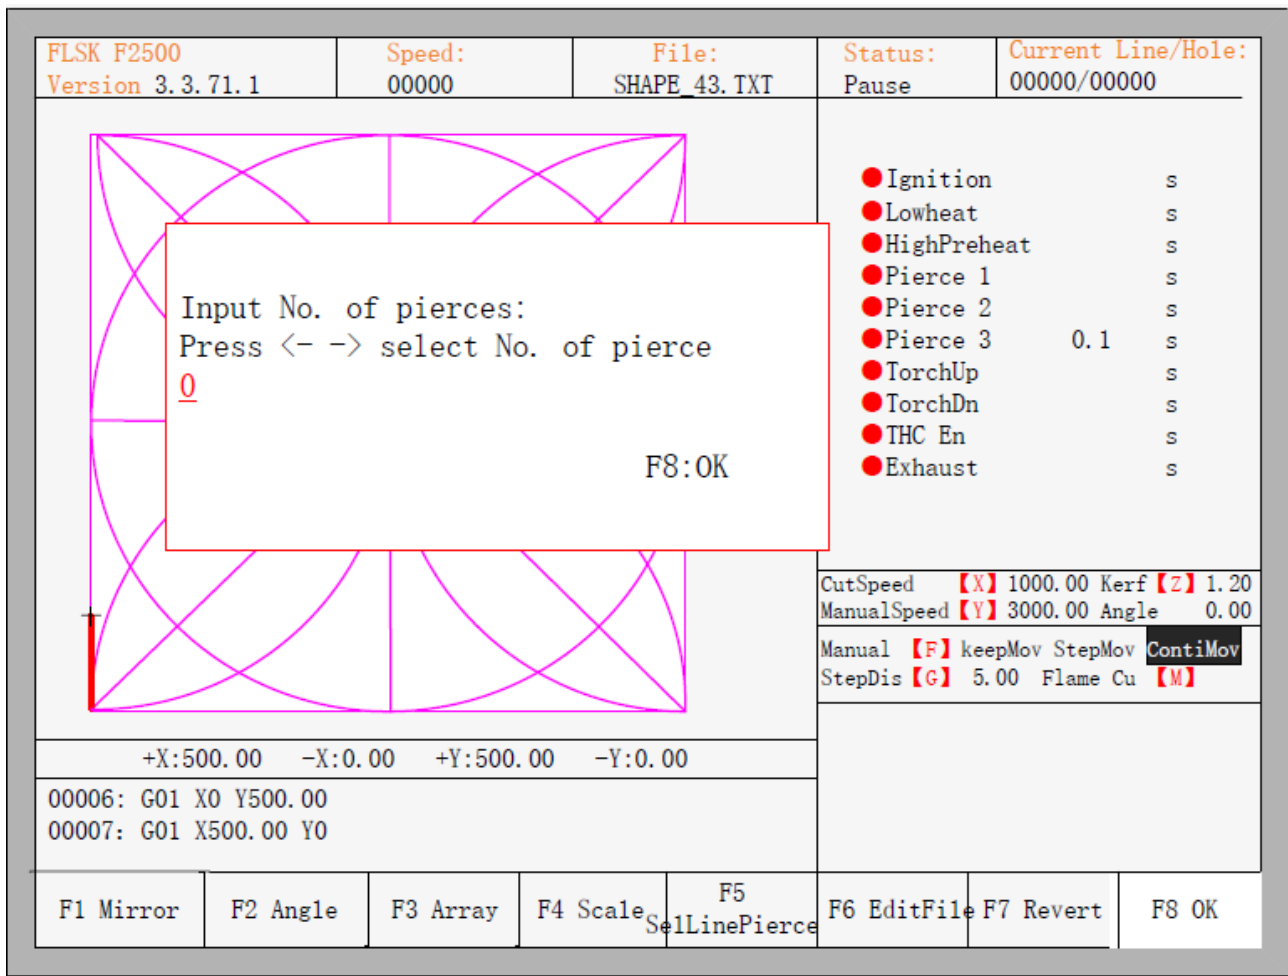 FLSK F2500
Version 3.3.71.1
Speed:
00000
File:
SHAPE_43.TXT
Status:
Pause
Current Line/Hole:
00000/00000
Input No. of pierces:
Press <- -> select No. of pierce
0
F8:OK
Ignition s
Lowheat s
HighPreheat s
Pierce 1 s
Pierce 2 s
Pierce 3 0.1 s
TorchUp s
TorchDn s
THC En s
Exhaust s
CutSpeed 【X】 1000.00 Kerf【Z】 1.20
ManualSpeed【Y】 3000.00 Angle 0.00
Manual 【F】 keepMov StepMov ContiMov
StepDis【G】 5.00 Flame Cu 【M】
+X:500.00 -X:0.00 +Y:500.00 -Y:0.00
00006: G01 X0 Y500.00
00007: G01 X500.00 Y0
F1 Mirror
F2 Angle
F3 Array
F4 Scale
F5
SelLinePierce
F6 EditFile
F7 Revert
F8 OK